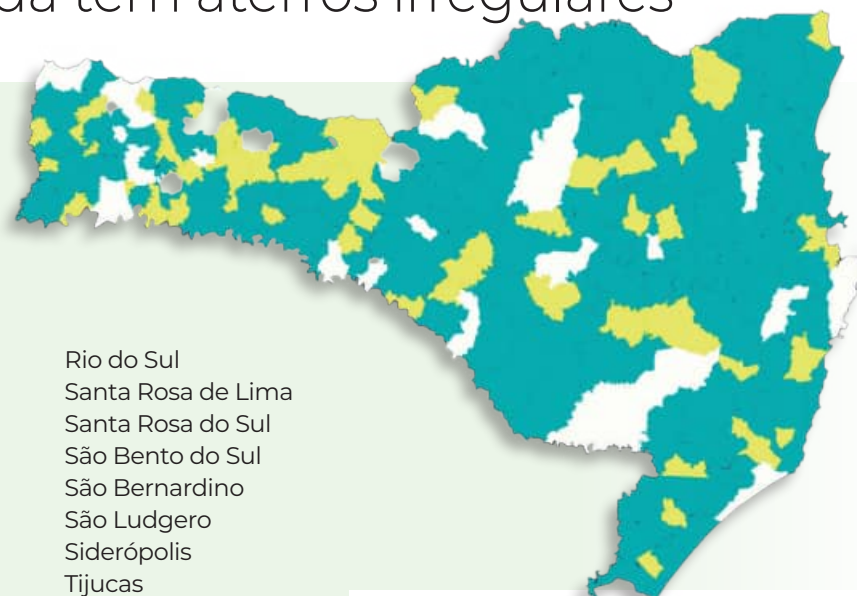 da têm aterros irregulares
Rio do Sul
Santa Rosa de Lima
Santa Rosa do Sul
São Bento do Sul
São Bernardino
São Ludgero
Siderópolis
Tijucas